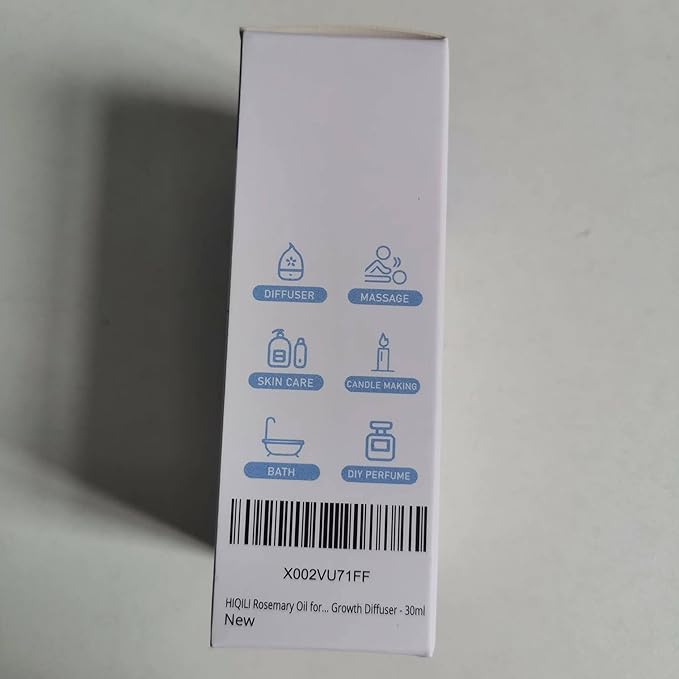 DIFFUSER MASSAGE
SKIN CARE CANDLE MAKING
BATH DIY PERFUME
X002VU71FF
HIQILI Rosemary Oil for... Growth Diffuser - 30ml
New